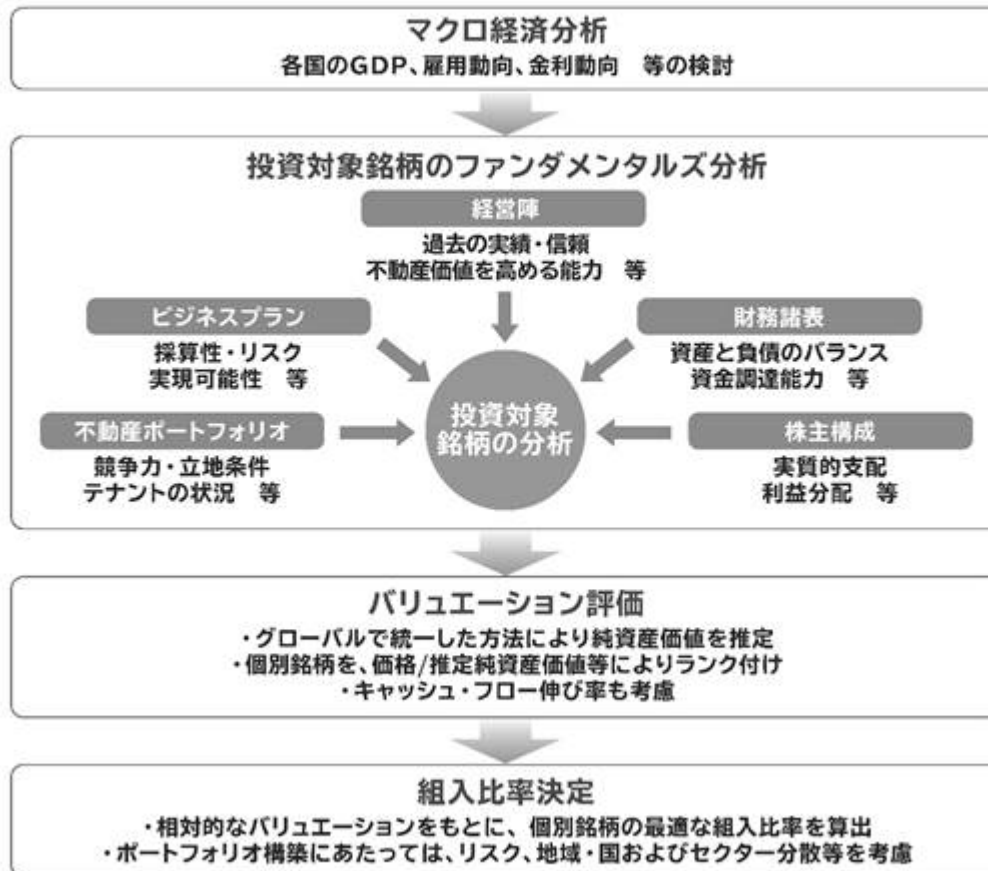 マクロ経済分析
各国のGDP、雇用動向、金利動向　等の検討
投資対象銘柄のファンダメンタルズ分析
経営陣
過去の実績・信頼
不動産価値を高める能力　等
ビジネスプラン
採算性・リスク
実現可能性　等
財務諸表
資産と負債のバランス
資金調達能力　等
不動産ポートフォリオ
競争力・立地条件
テナントの状況　等
投資対象
銘柄の分析
株主構成
実質的支配
利益分配　等
バリュエーション評価
・グローバルで統一した方法により純資産価値を推定
・個別銘柄を、価格/推定純資産価値等によりランク付け
・キャッシュ・フロー伸び率も考慮
組入比率決定
・相対的なバリュエーションをもとに、個別銘柄の最適な組入比率を算出
・ポートフォリオ構築にあたっては、リスク、地域・国およびセクター分散等を考慮